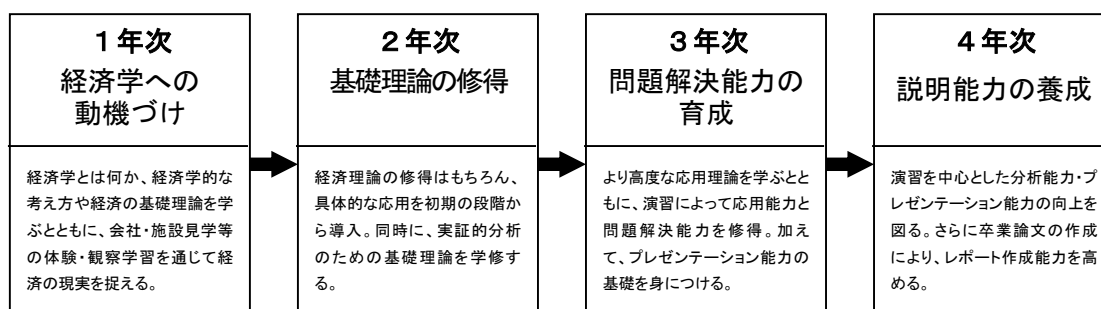 1年次
経済学への
動機づけ
経済学とは何か、経済学的な
考え方や経済の基礎理論を学
ぶとともに、会社・施設見学等
の体験・観察学習を通じて経
済の現実を捉える。
2年次
基礎理論の修得
経済理論の修得はもちろん、
具体的な応用を初期の段階か
ら導入。同時に、実証的分析
のための基礎理論を学修す
る。
3年次
問題解決能力の
育成
より高度な応用理論を学ぶとと
もに、演習によって応用能力と
問題解決能力を修得。加え
て、プレゼンテーション能力の
基礎を身につける。
4年次
説明能力の養成
演習を中心とした分析能力・プ
レゼンテーション能力の向上を
図る。さらに卒業論文の作成
により、レポート作成能力を高
める。